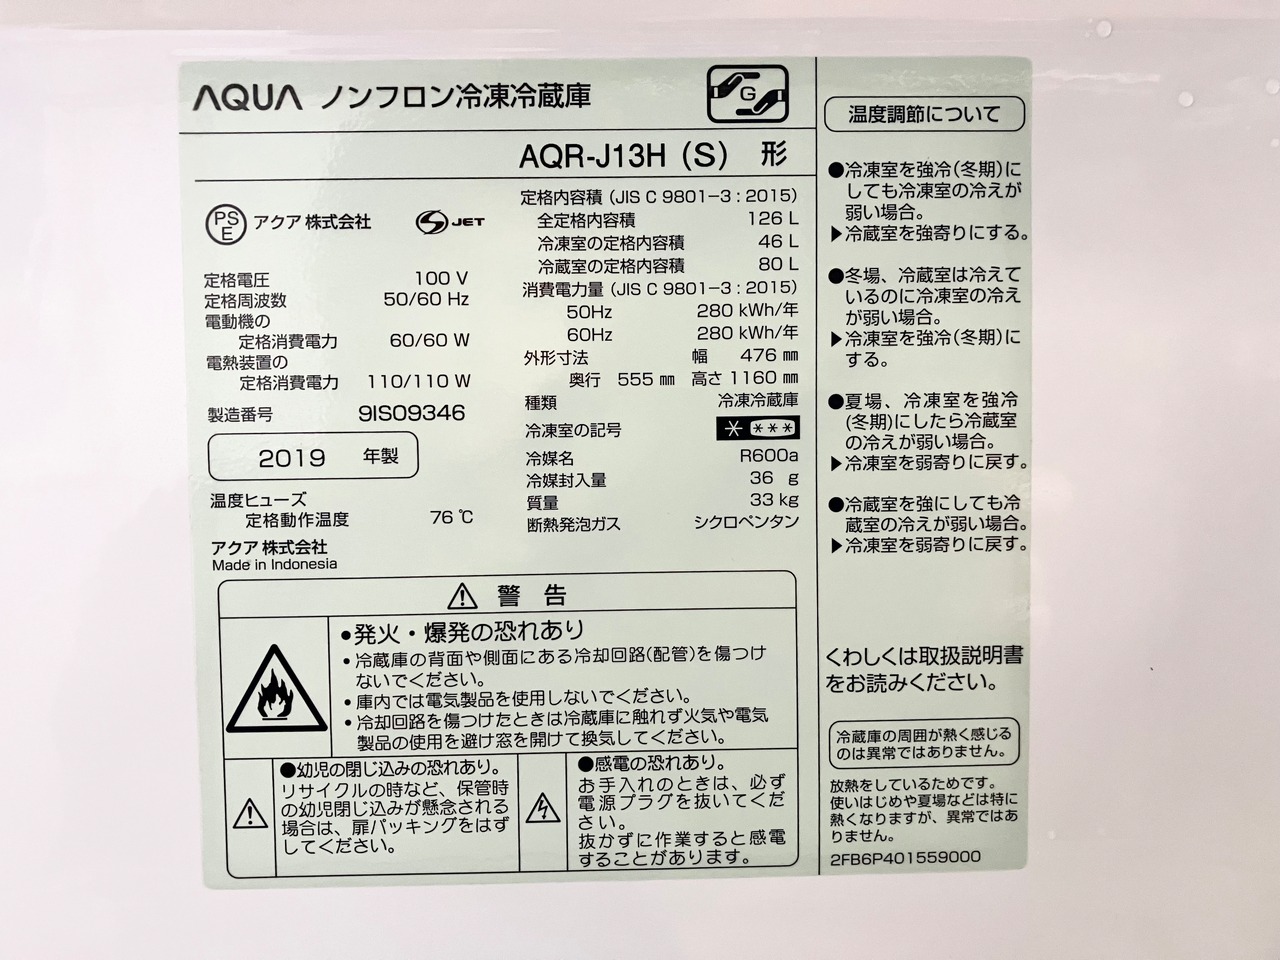 AQUA ノンフロン冷凍冷蔵庫
G
AQR-J13H (S) 形
PS
E
アクア 株式会社
S JET
定格電圧 100 V
定格周波数 50/60 Hz
電動機の
定格消費電力 60/60 W
電熱装置の
定格消費電力 110/110 W
製造番号 9IS09346
2019 年製
温度ヒューズ
定格動作温度 76 ℃
アクア 株式会社
Made in Indonesia
定格内容積 (JIS C 9801-3 : 2015)
全定格内容積 126 L
冷凍室の定格内容積 46 L
冷蔵室の定格内容積 80 L
消費電力量 (JIS C 9801-3 : 2015)
50Hz 280 kWh/年
60Hz 280 kWh/年
外形寸法 幅 476 ㎜
奥行 555 ㎜ 高さ 1160 ㎜
種類 冷凍冷蔵庫
冷凍室の記号 * ***
冷媒名 R600a
冷媒封入量 36 g
質量 33 kg
断熱発泡ガス シクロペンタン
⚠ 警 告
•発火・爆発の恐れあり
•冷蔵庫の背面や側面にある冷却回路(配管)を傷つけ
ないでください。
•庫内では電気製品を使用しないでください。
•冷却回路を傷つけたときは冷蔵庫に触れず火気や電気
製品の使用を避け窓を開けて換気してください。
●幼児の閉じ込みの恐れあり。
リサイクルの時など、保管時
の幼児閉じ込みが懸念される
場合は、扉パッキングをはず
してください。
●感電の恐れあり。
お手入れのときは、必ず
電源プラグを抜いてくだ
さい。
抜かずに作業すると感電
することがあります。
温度調節について
●冷凍室を強冷(冬期)に
しても冷凍室の冷えが
弱い場合。
▶冷蔵室を強寄りにする。
●冬場、冷蔵室は冷えて
いるのに冷凍室の冷え
が弱い場合。
▶冷凍室を強冷(冬期)に
する。
●夏場、冷凍室を強冷
(冬期)にしたら冷蔵室
の冷えが弱い場合。
▶冷凍室を弱寄りに戻す。
●冷蔵室を強にしても冷
蔵室の冷えが弱い場合。
▶冷凍室を弱寄りに戻す。
くわしくは取扱説明書
をお読みください。
冷蔵庫の周囲が熱く感じる
のは異常ではありません。
放熱をしているためです。
使いはじめや夏場などは特に
熱くなりますが、異常ではあ
りません。
2FB6P401559000